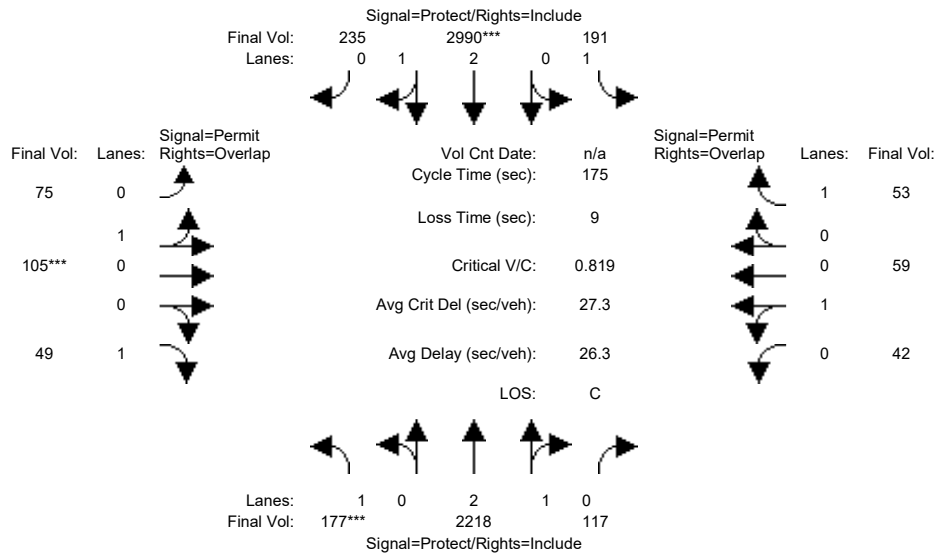 Signal=Protect/Rights=Include
Final Vol: 235 2990*** 191
Lanes: 0 1 2 0 1
Signal=Permit Signal=Permit
Final Vol: Lanes: Rights=Overlap Vol Cnt Date: n/a Rights=Overlap Lanes: Final Vol:
Cycle Time (sec): 175
75 0 1 53
Loss Time (sec): 9
1 0
105*** 0 Critical V/C: 0.819 0 59
0 Avg Crit Del (sec/veh): 27.3 1
49 1 Avg Delay (sec/veh): 26.3 0 42
LOS: C
Lanes: 1 0 2 1 0
Final Vol: 177*** 2218 117
Signal=Protect/Rights=Include